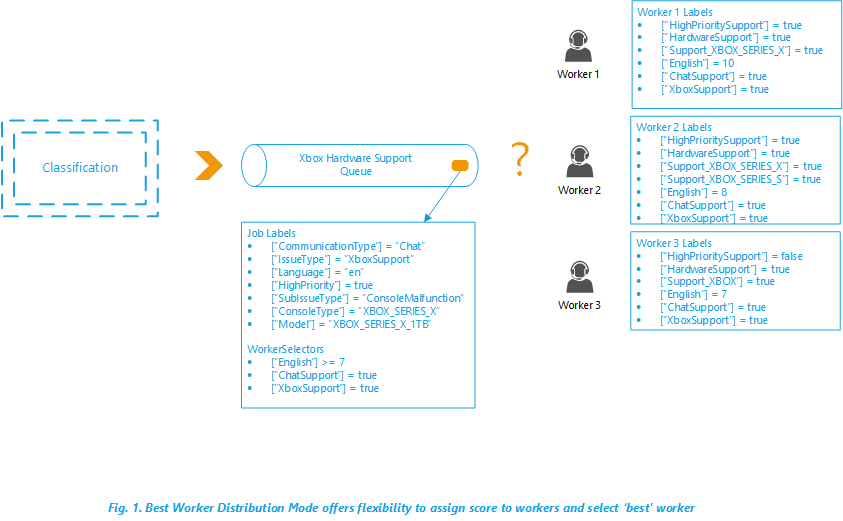 Classification
Xbox Hardware Support
Queue
?
Job Labels
• ["CommunicationType"] = "Chat"
• ["IssueType"] = "XboxSupport"
• ["Language"] = "en"
• ["HighPriority"] = true
• ["SubIssueType"] = "ConsoleMalfunction"
• ["ConsoleType"] = "XBOX_SERIES_X"
• ["Model"] = "XBOX_SERIES_X_1TB"
WorkerSelectors
• ["English"] >= 7
• ["ChatSupport"] = true
• ["XboxSupport"] = true
Worker 1
Worker 1 Labels
• ["HighPrioritySupport"] = true
• ["HardwareSupport"] = true
• ["Support_XBOX_SERIES_X"] = true
• ["English"] = 10
• ["ChatSupport"] = true
• ["XboxSupport"] = true
Worker 2
Worker 2 Labels
• ["HighPrioritySupport"] = true
• ["HardwareSupport"] = true
• ["Support_XBOX_SERIES_X"] = true
• ["Support_XBOX_SERIES_S"] = true
• ["English"] = 8
• ["ChatSupport"] = true
• ["XboxSupport"] = true
Worker 3
Worker 3 Labels
• ["HighPrioritySupport"] = false
• ["HardwareSupport"] = true
• ["Support_XBOX"] = true
• ["English"] = 7
• ["ChatSupport"] = true
• ["XboxSupport"] = true
Fig. 1. Best Worker Distribution Mode offers flexibility to assign score to workers and select 'best' worker